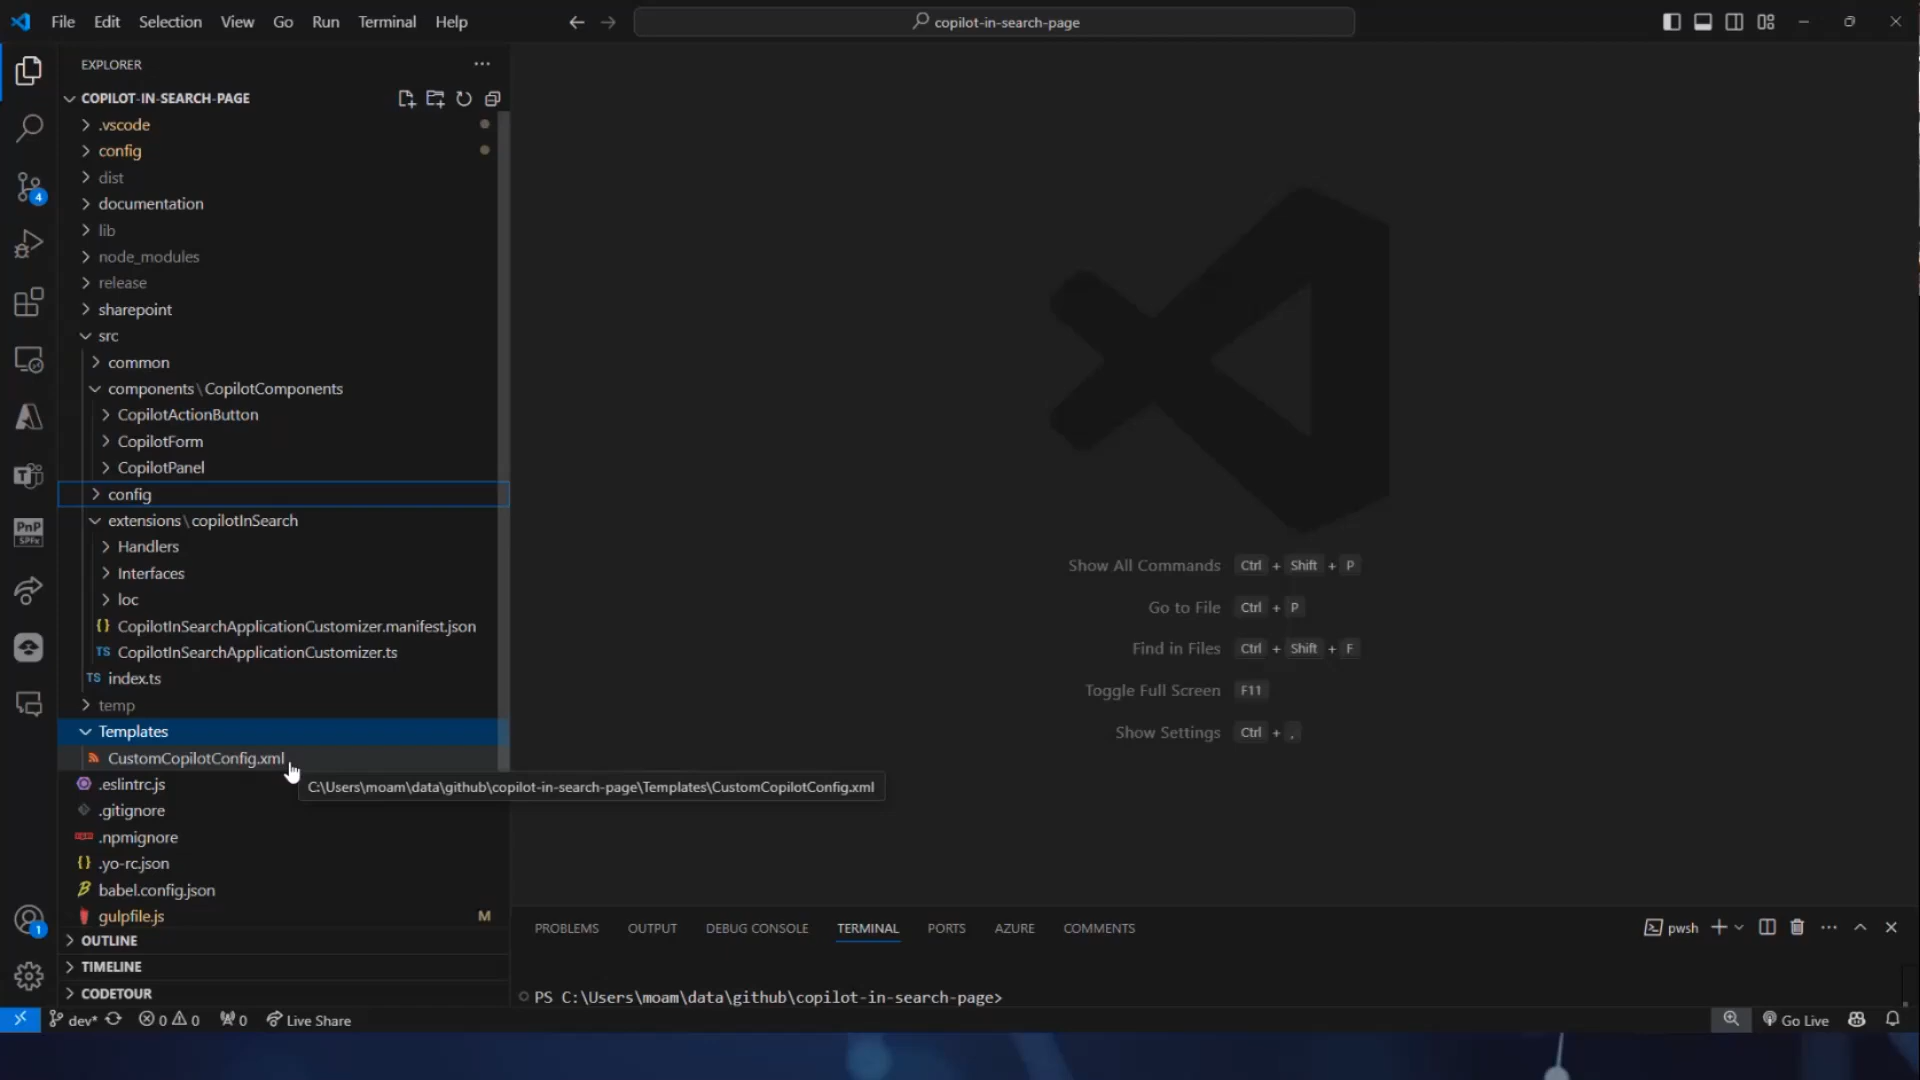 File Edit Selection View Go Run Terminal Help
copilot-in-search-page
EXPLORER
COPILOT-IN-SEARCH-PAGE
.vscode
config
dist
documentation
lib
node_modules
release
sharepoint
src
common
components\CopilotComponents
CopilotActionButton
CopilotForm
CopilotPanel
config
extensions\copilotInSearch
Handlers
Interfaces
loc
{} CopilotInSearchApplicationCustomizer.manifest.json
TS CopilotInSearchApplicationCustomizer.ts
TS index.ts
temp
Templates
CustomCopilotConfig.xml
C:\Users\moam\data\github\copilot-in-search-page\Templates\CustomCopilotConfig.xml
.eslintrc.js
.gitignore
.npmignore
{} .yo-rc.json
babel.config.json
gulpfile.js M
OUTLINE
TIMELINE
CODETOUR
4
PnP
SPFx
1
Show All Commands Ctrl + Shift + P
Go to File Ctrl + P
Find in Files Ctrl + Shift + F
Toggle Full Screen F11
Show Settings Ctrl + ,
PROBLEMS OUTPUT DEBUG CONSOLE TERMINAL PORTS AZURE COMMENTS
pwsh
PS C:\Users\moam\data\github\copilot-in-search-page>
dev* 0 0 0 Live Share
Go Live